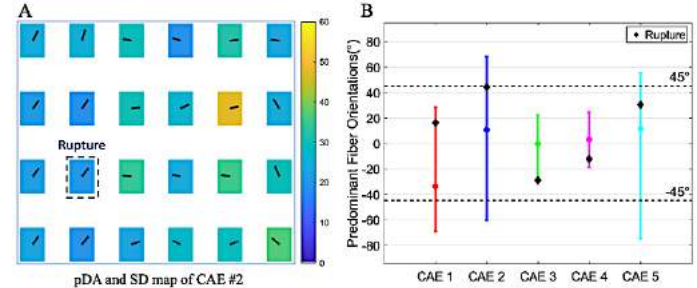 A
60
50
40
30
20
10
0
Rupture
pDA and SD map of CAE #2
B
Predominant Fiber Orientations(°)
80
60
40
20
0
-20
-40
-60
-80
Rupture
45°
-45°
CAE 1 CAE 2 CAE 3 CAE 4 CAE 5